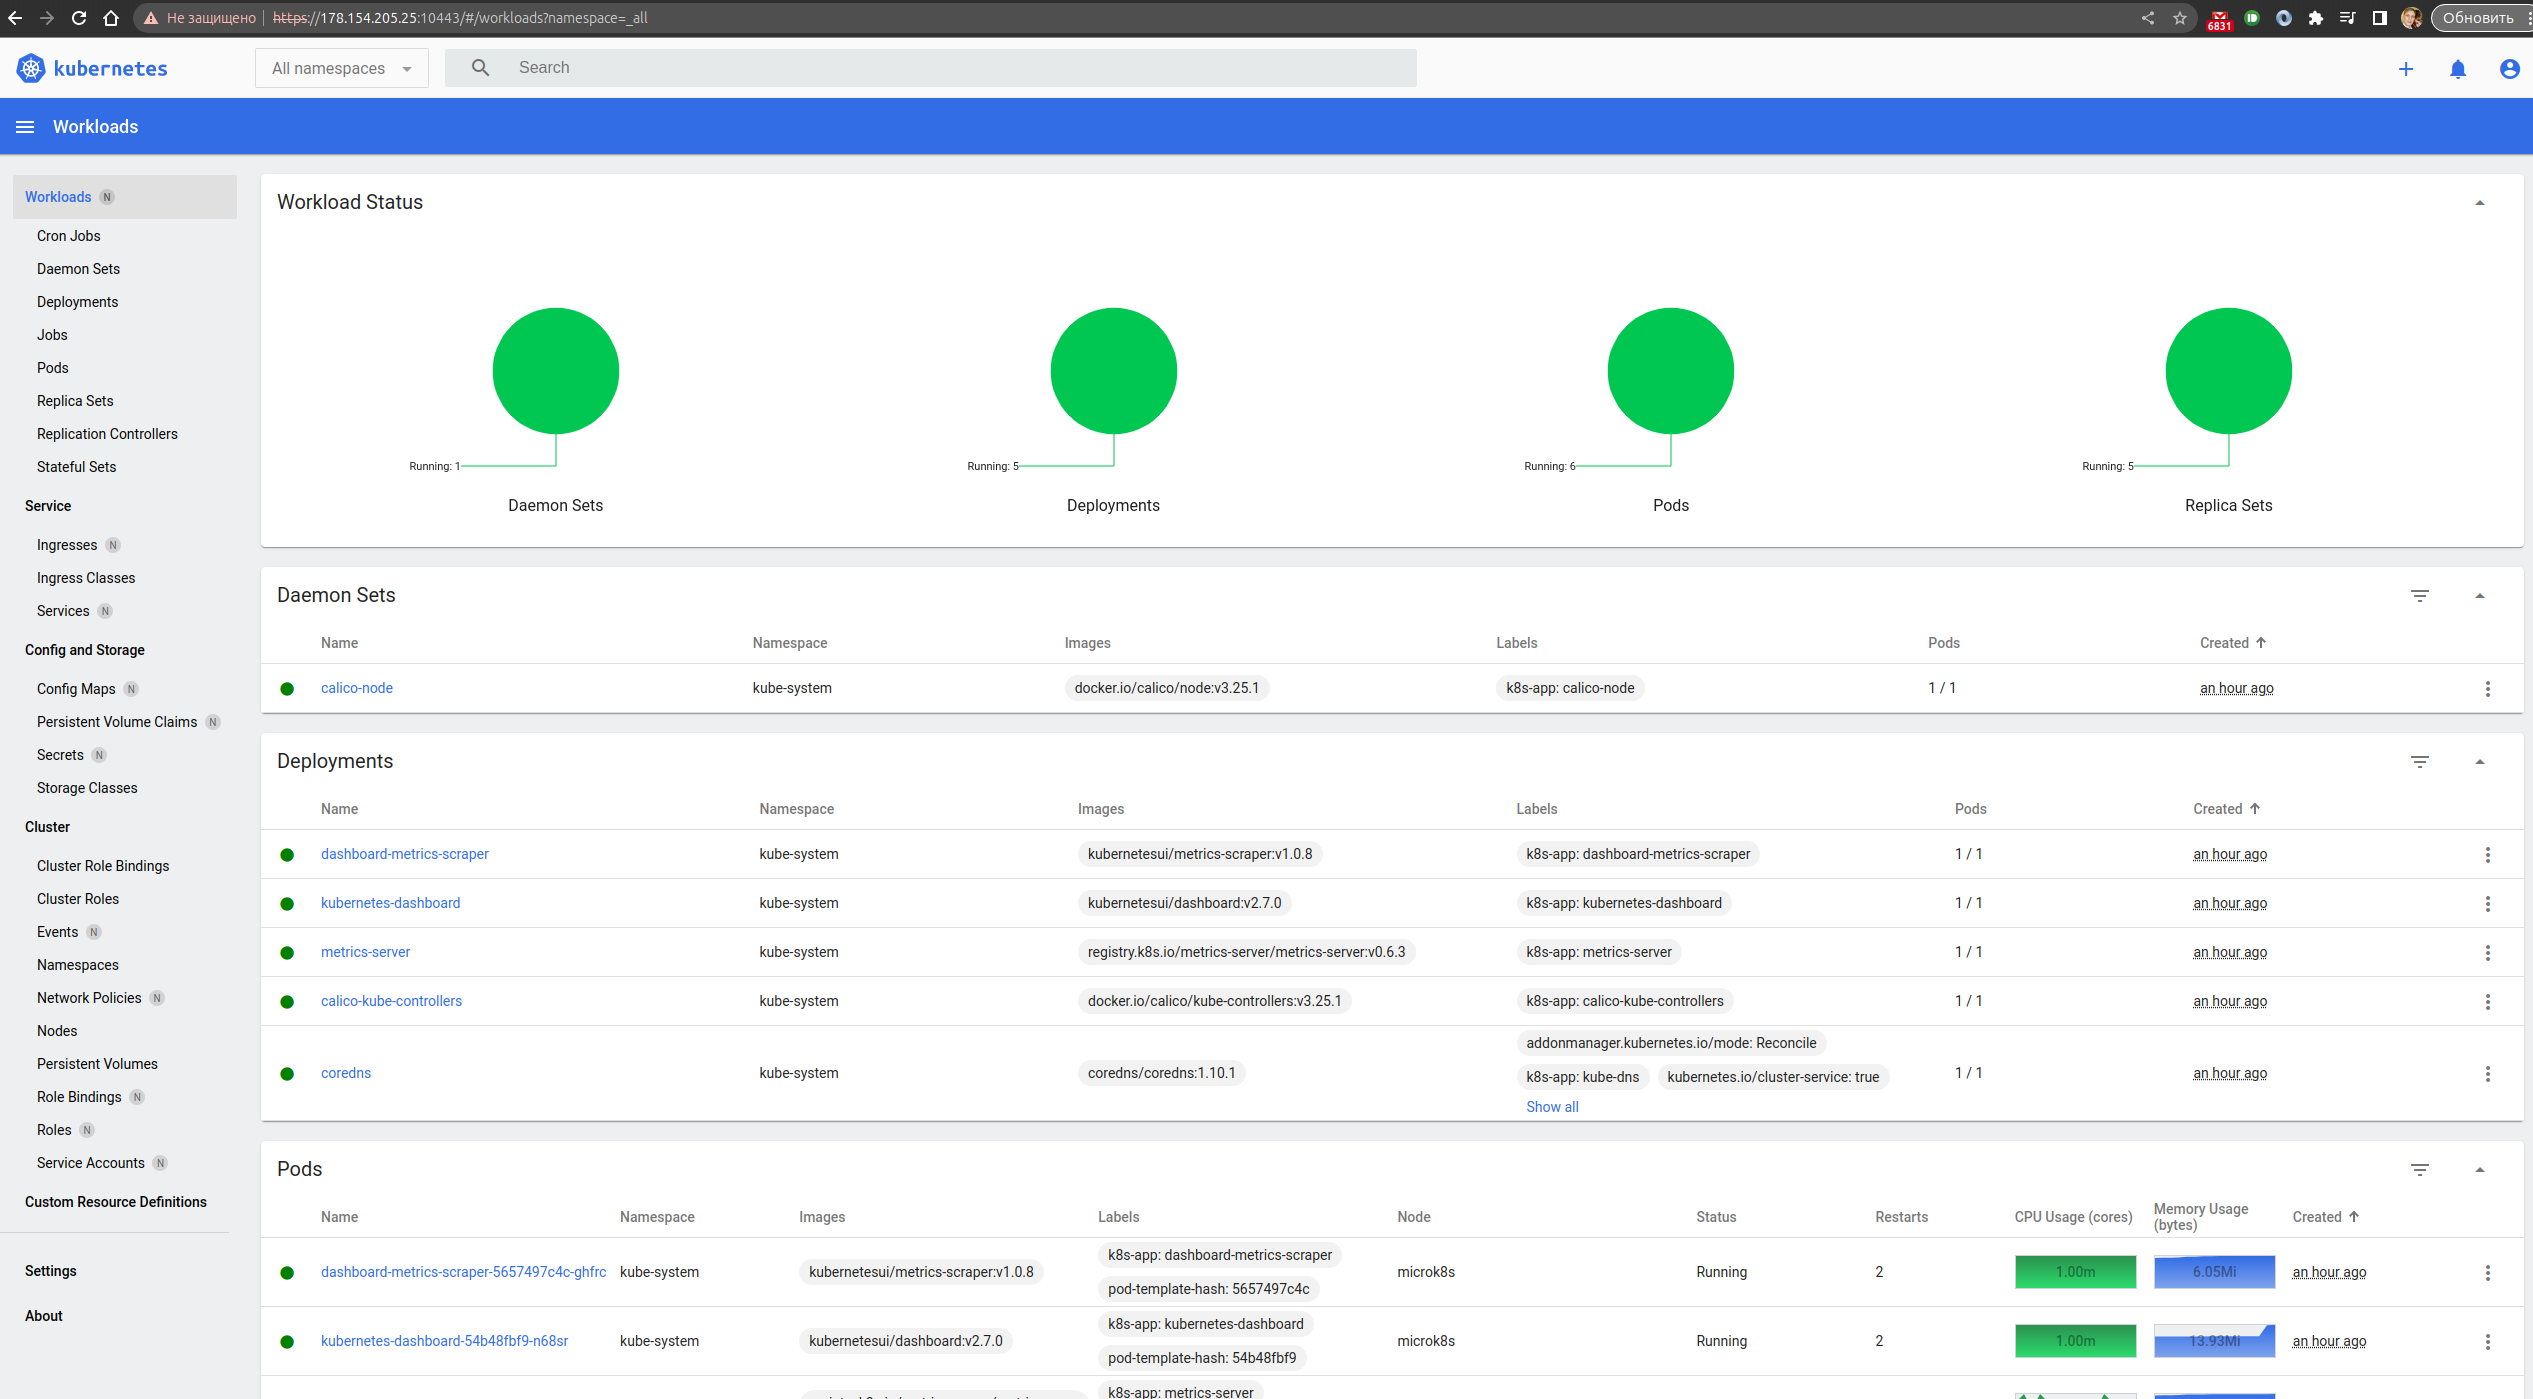 Не защищено https://178.154.205.25:10443/#/workloads?namespace=_all 6831 Обновить
kubernetes All namespaces Search
Workloads
Workloads N
Cron Jobs
Daemon Sets
Deployments
Jobs
Pods
Replica Sets
Replication Controllers
Stateful Sets
Service
Ingresses N
Ingress Classes
Services N
Config and Storage
Config Maps N
Persistent Volume Claims N
Secrets N
Storage Classes
Cluster
Cluster Role Bindings
Cluster Roles
Events N
Namespaces
Network Policies N
Nodes
Persistent Volumes
Role Bindings N
Roles N
Service Accounts N
Custom Resource Definitions
Settings
About
Workload Status
Running: 1 Running: 5 Running: 6 Running: 5
Daemon Sets Deployments Pods Replica Sets
Daemon Sets
Name Namespace Images Labels Pods Created
calico-node kube-system docker.io/calico/node:v3.25.1 k8s-app: calico-node 1 / 1 an hour ago
Deployments
Name Namespace Images Labels Pods Created
dashboard-metrics-scraper kube-system kubernetesui/metrics-scraper:v1.0.8 k8s-app: dashboard-metrics-scraper 1 / 1 an hour ago
kubernetes-dashboard kube-system kubernetesui/dashboard:v2.7.0 k8s-app: kubernetes-dashboard 1 / 1 an hour ago
metrics-server kube-system registry.k8s.io/metrics-server/metrics-server:v0.6.3 k8s-app: metrics-server 1 / 1 an hour ago
calico-kube-controllers kube-system docker.io/calico/kube-controllers:v3.25.1 k8s-app: calico-kube-controllers 1 / 1 an hour ago
addonmanager.kubernetes.io/mode: Reconcile
coredns kube-system coredns/coredns:1.10.1 k8s-app: kube-dns kubernetes.io/cluster-service: true 1 / 1 an hour ago
Show all
Pods
Name Namespace Images Labels Node Status Restarts CPU Usage (cores) Memory Usage (bytes) Created
k8s-app: dashboard-metrics-scraper
dashboard-metrics-scraper-5657497c4c-ghfrc kube-system kubernetesui/metrics-scraper:v1.0.8 microk8s Running 2 1.00m 6.05Mi an hour ago
pod-template-hash: 5657497c4c
k8s-app: kubernetes-dashboard
kubernetes-dashboard-54b48fbf9-n68sr kube-system kubernetesui/dashboard:v2.7.0 microk8s Running 2 1.00m 13.93Mi an hour ago
pod-template-hash: 54b48fbf9
k8s-app: metrics-server